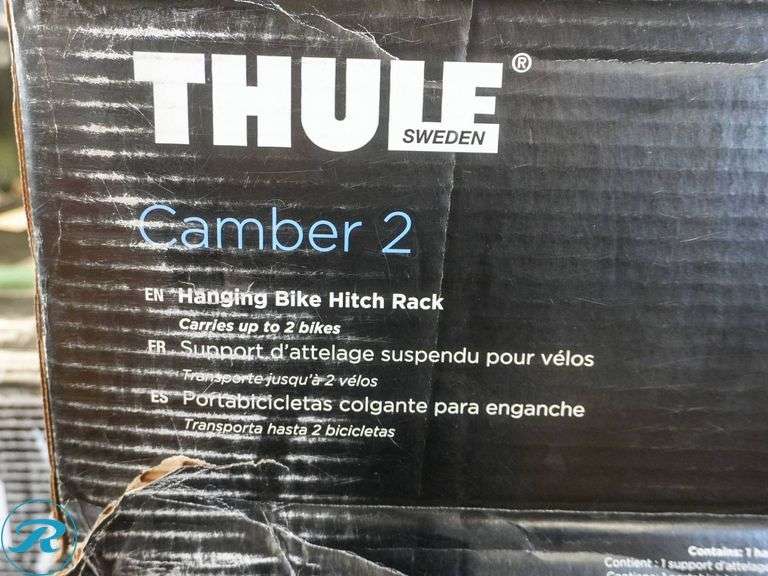 THULE®
SWEDEN
Camber 2
EN Hanging Bike Hitch Rack
Carries up to 2 bikes
FR Support d'attelage suspendu pour vélos
Transporte jusqu'à 2 vélos
ES Portabicicletas colgante para enganche
Transporta hasta 2 bicicletas
R
Contains: 1
Contient : 1 support d'attelage